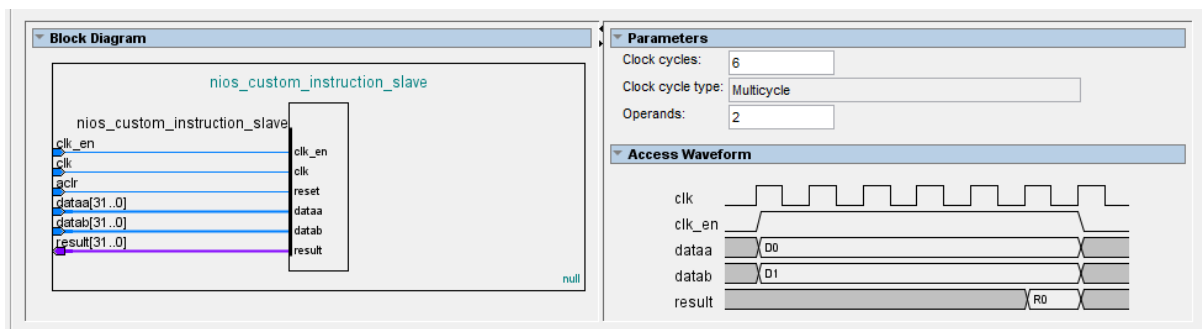 Block Diagram
nios_custom_instruction_slave
nios_custom_instruction_slave
clk_en
clk_en
clk
clk
aclr
reset
dataa[31..0]
dataa
datab[31..0]
datab
result[31..0]
result
null
Parameters
Clock cycles: 6
Clock cycle type: Multicycle
Operands: 2
Access Waveform
clk
clk_en
dataa D0
datab D1
result R0